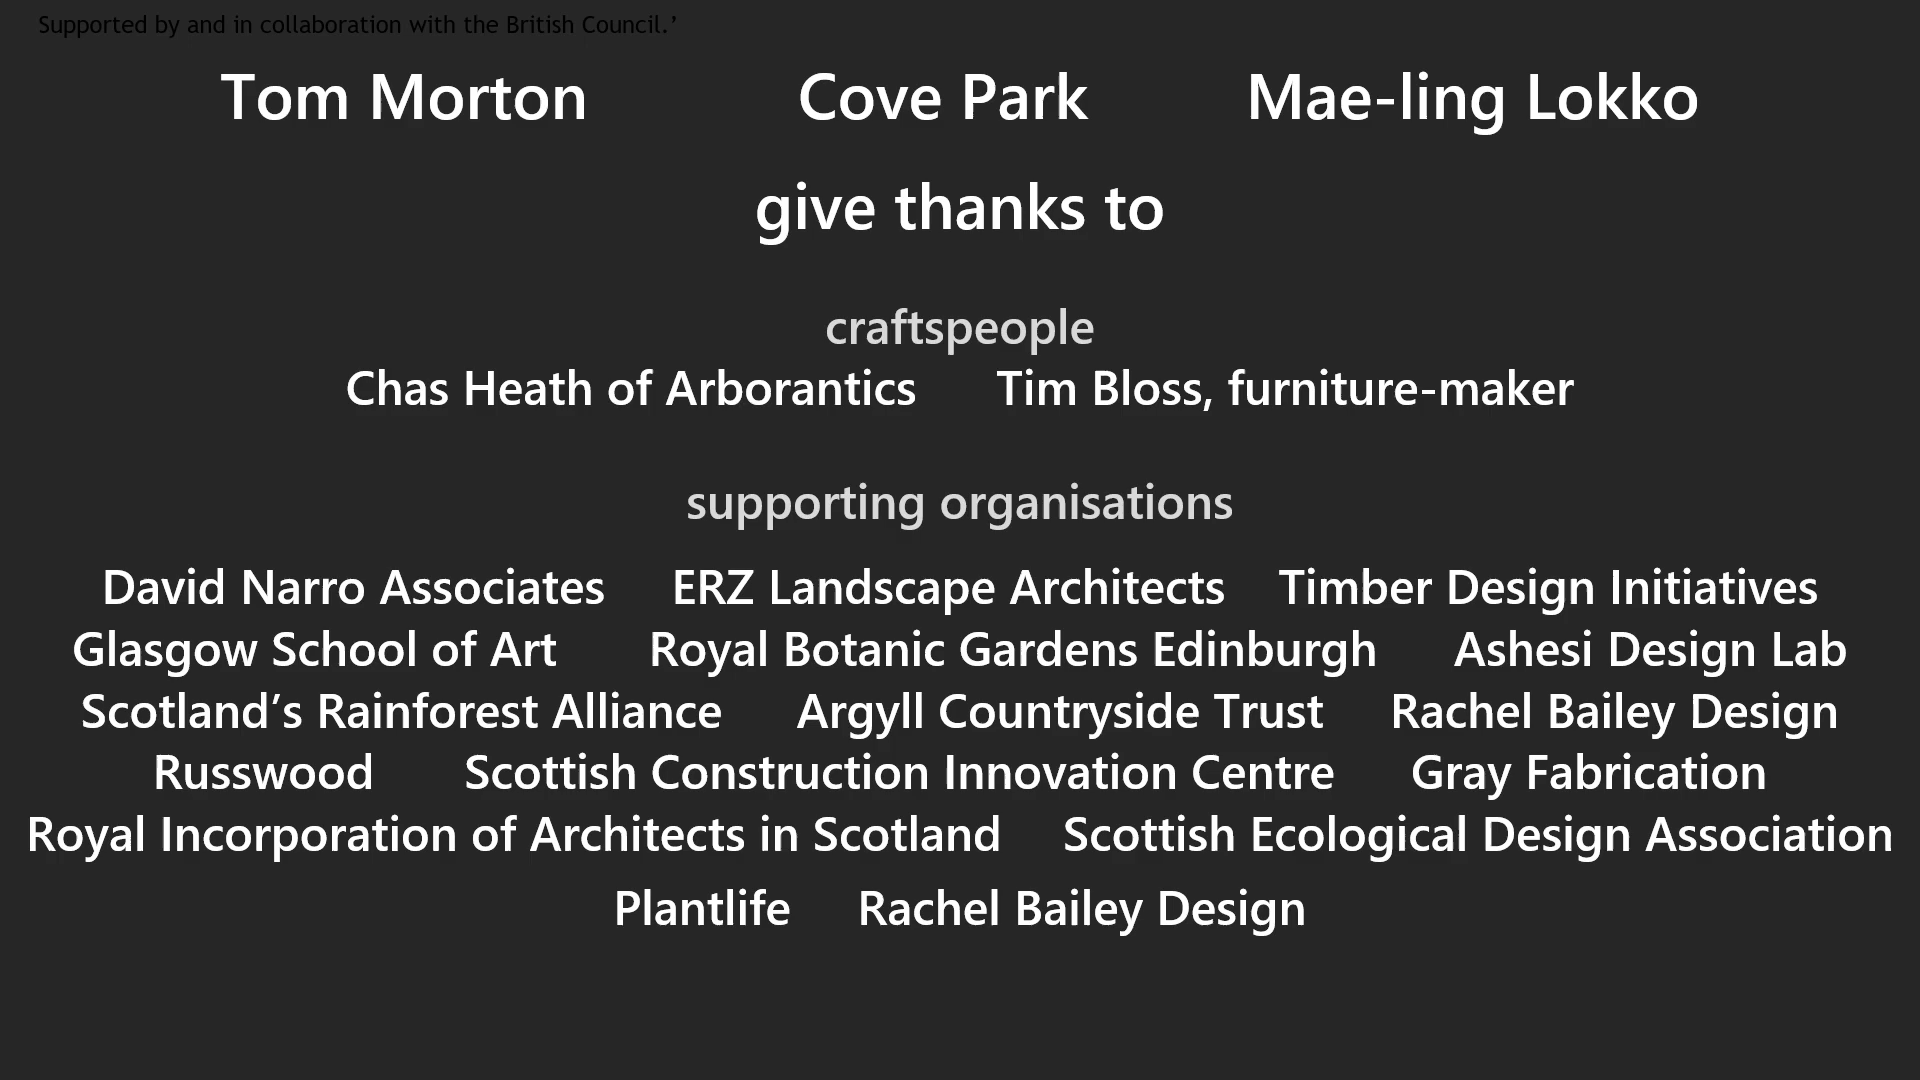 Supported by and in collaboration with the British Council.’
Tom Morton Cove Park Mae-ling Lokko
give thanks to
craftspeople
Chas Heath of Arborantics Tim Bloss, furniture-maker
supporting organisations
David Narro Associates ERZ Landscape Architects Timber Design Initiatives
Glasgow School of Art Royal Botanic Gardens Edinburgh Ashesi Design Lab
Scotland’s Rainforest Alliance Argyll Countryside Trust Rachel Bailey Design
Russwood Scottish Construction Innovation Centre Gray Fabrication
Royal Incorporation of Architects in Scotland Scottish Ecological Design Association
Plantlife Rachel Bailey Design